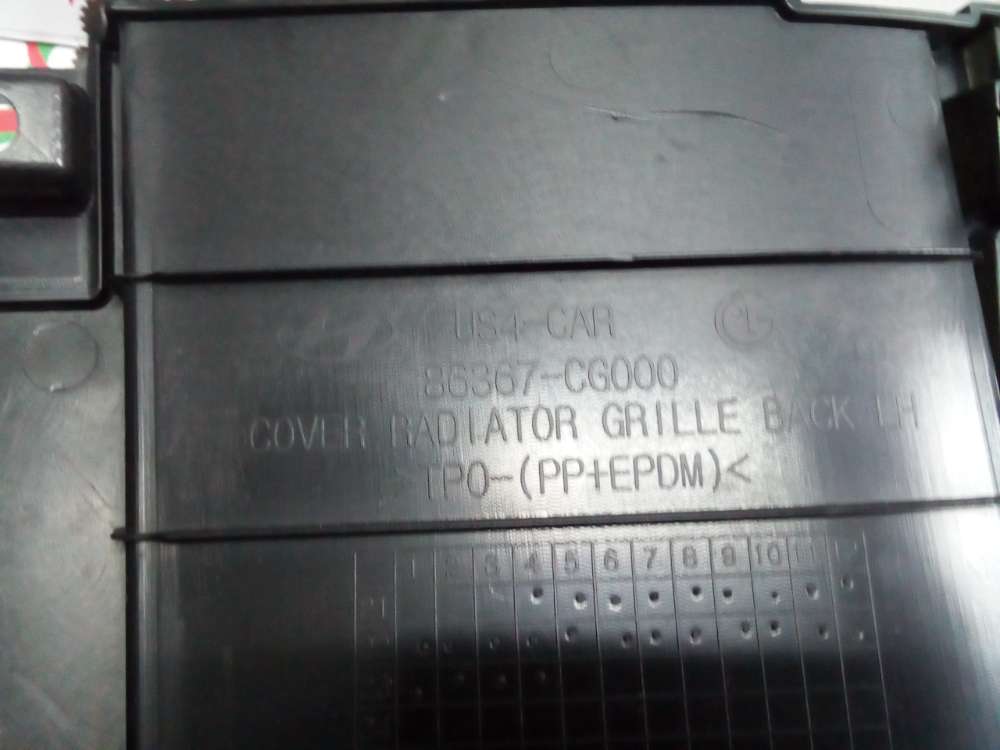 US4-CAR
86367-CG000
COVER RADIATOR GRILLE BACK LH
TPO-(PP+EPDM)<
1 2 3 4 5 6 7 8 9 10 11 12
21